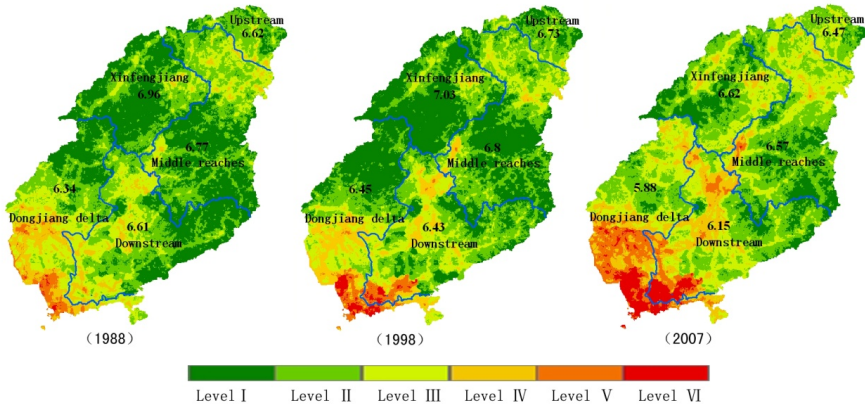 Upstream
6.62
Xinfengjiang
6.96
6.77
Middle reaches
6.34
Dongjiang delta
6.61
Downstream
(1988)
Upstream
6.73
Xinfengjiang
7.03
6.8
Middle reaches
6.45
Dongjiang delta
6.43
Downstream
(1998)
Upstream
6.47
Xinfengjiang
6.62
6.57
Middle reaches
5.88
Dongjiang delta
6.15
Downstream
(2007)
Level Ⅰ Level Ⅱ Level Ⅲ Level Ⅳ Level Ⅴ Level Ⅵ